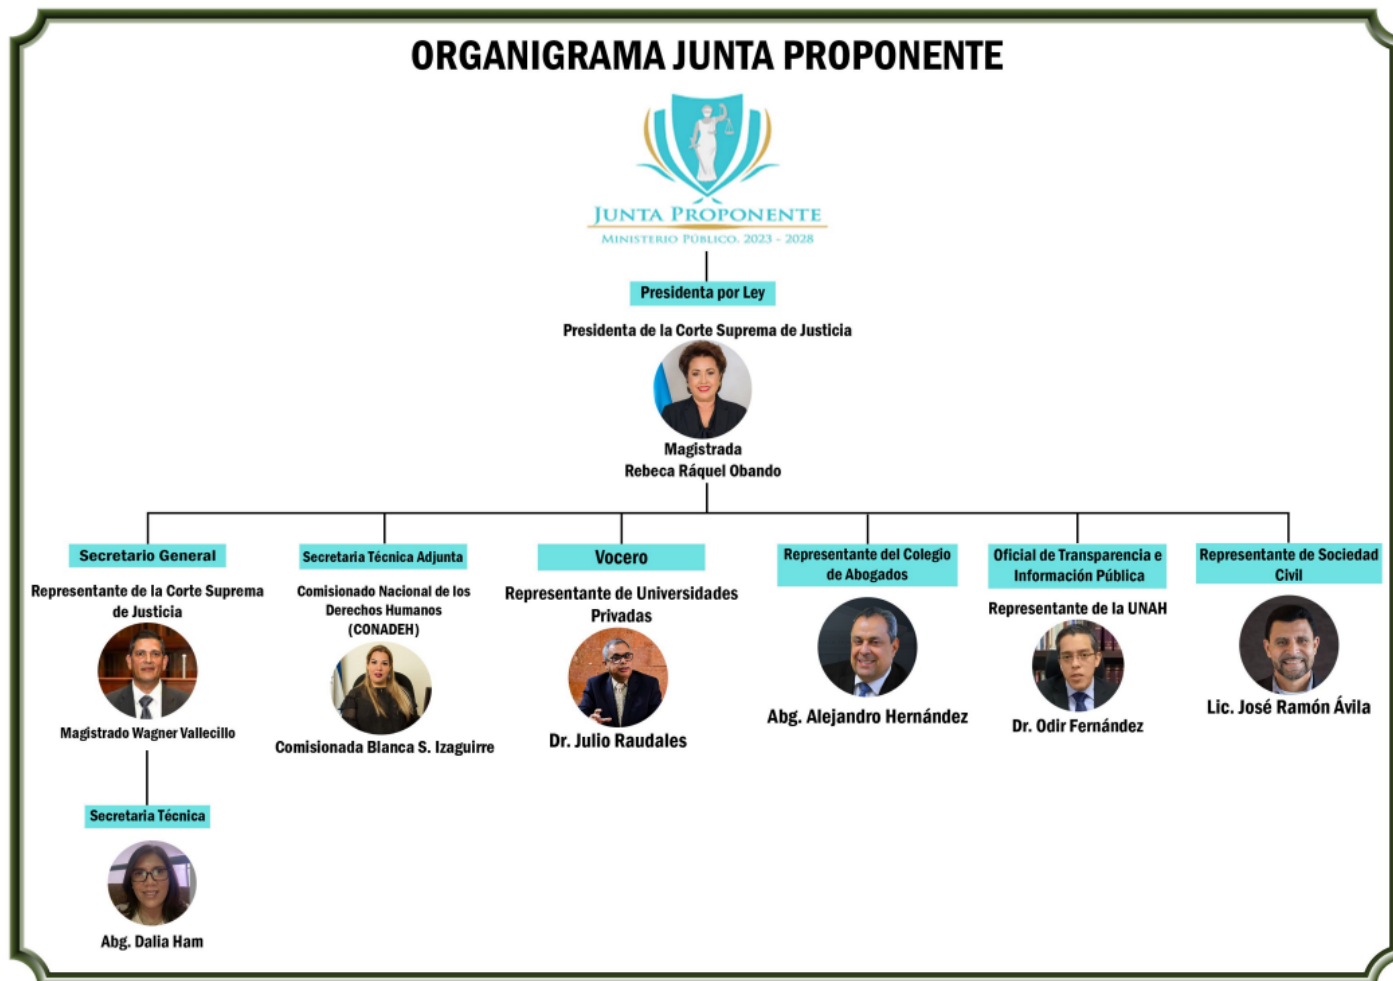 ORGANIGRAMA JUNTA PROPONENTE
JUNTA PROPONENTE
MINISTERIO PÚBLICO. 2023 - 2028
Presidenta por Ley
Presidenta de la Corte Suprema de Justicia
Magistrada
Rebeca Ráquel Obando
Secretario General
Representante de la Corte Suprema
de Justicia
Magistrado Wagner Vallecillo
Secretaria Técnica
Abg. Dalia Ham
Secretaria Técnica Adjunta
Comisionado Nacional de los
Derechos Humanos
(CONADEH)
Comisionada Blanca S. Izaguirre
Vocero
Representante de Universidades
Privadas
Dr. Julio Raudales
Representante del Colegio
de Abogados
Abg. Alejandro Hernández
Oficial de Transparencia e
Información Pública
Representante de la UNAH
Dr. Odir Fernández
Representante de Sociedad
Civil
Lic. José Ramón Ávila